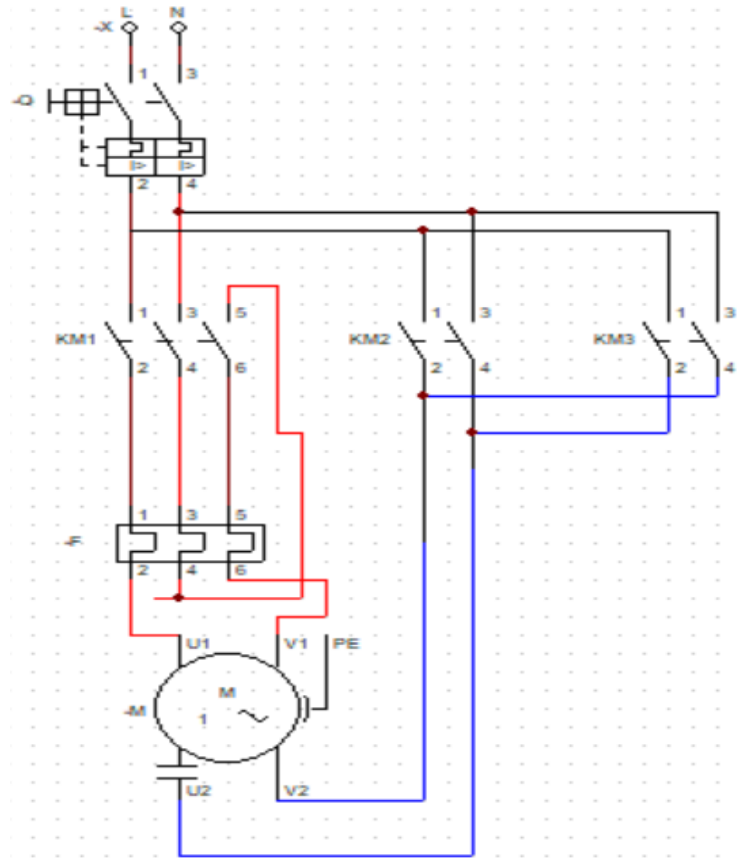 L N
-X
1 3
-Q
I> I>
2 4
1 3 5 1 3 1 3
KM1 KM2 KM3
2 4 6 2 4 2 4
1 3 5
-F
2 4 6
U1 V1 PE
M
-M 1
U2 V2